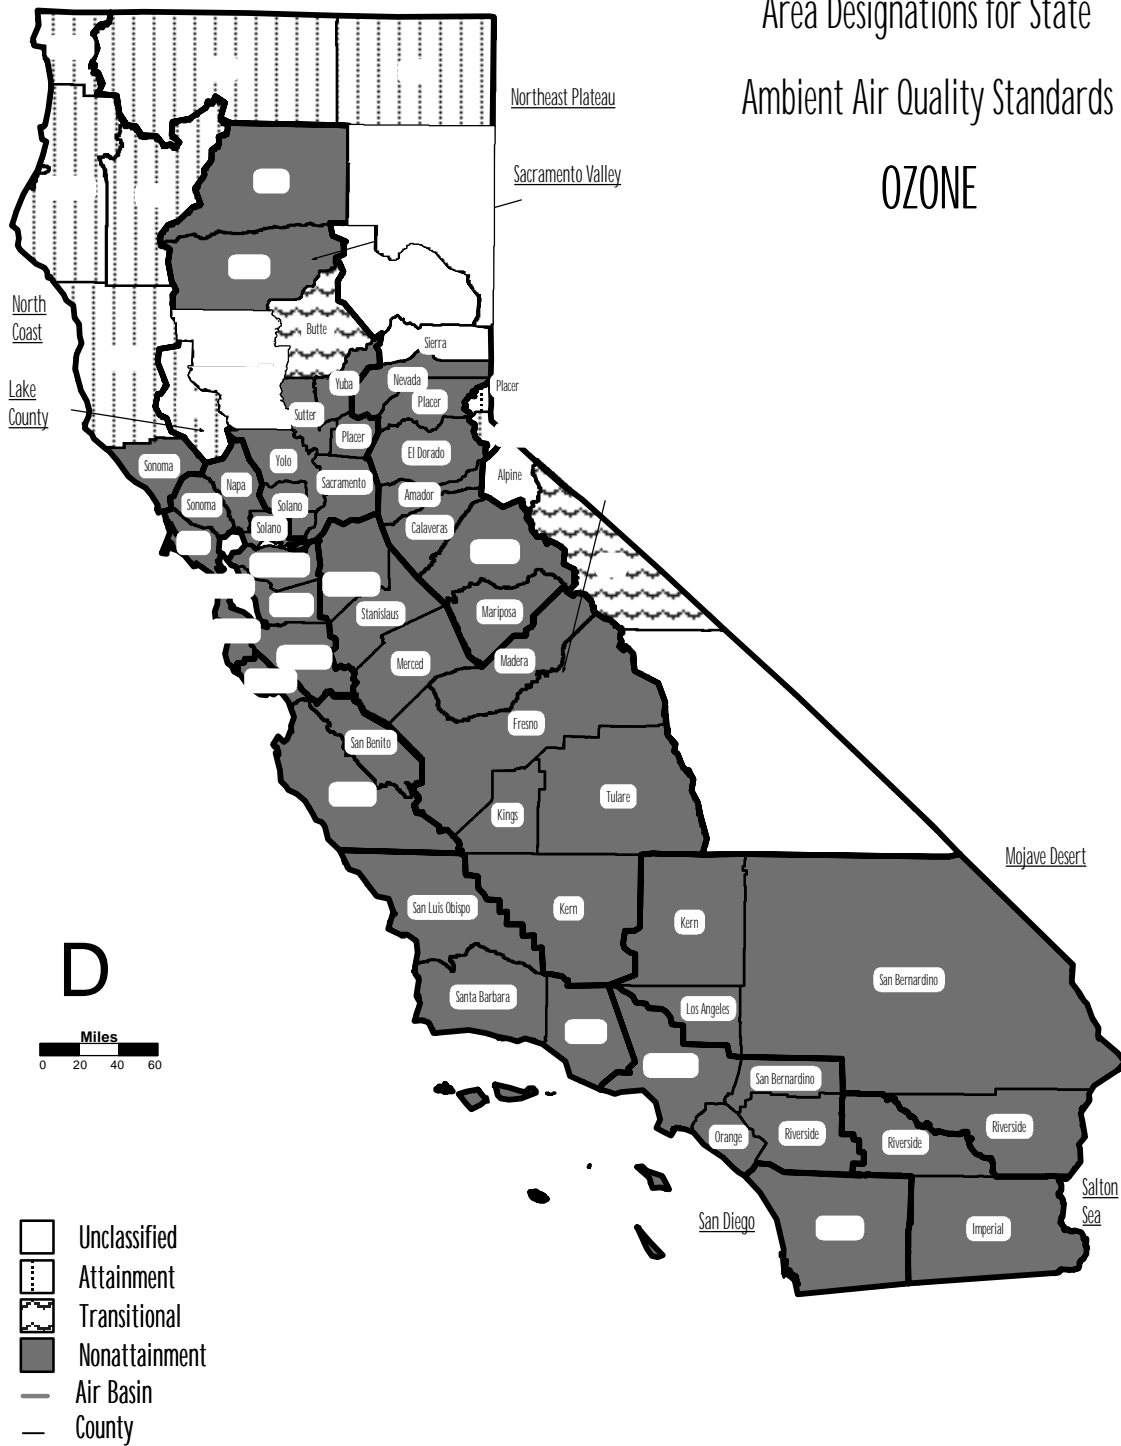 Area Designations for State
Ambient Air Quality Standards
OZONE
Northeast Plateau
Sacramento Valley
North
Coast
Butte
Sierra
Lake
County
Yuba
Nevada
Placer
Placer
Sutter
Placer
Sonoma
Yolo
El Dorado
Napa
Sacramento
Alpine
Sonoma
Solano
Amador
Solano
Calaveras
Stanislaus
Mariposa
Merced
Madera
Fresno
San Benito
Kings
Tulare
Mojave Desert
San Luis Obispo
Kern
Kern
San Bernardino
Santa Barbara
Los Angeles
D
Miles
0 20 40 60
San Bernardino
Orange
Riverside
Riverside
Riverside
Salton
Sea
San Diego
Imperial
Unclassified
Attainment
Transitional
Nonattainment
Air Basin
County